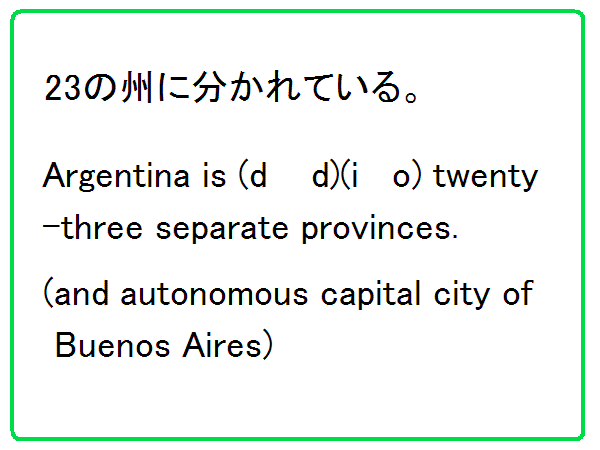 23の州に分かれている。
Argentina is (d    d)(i   o) twenty
-three separate provinces.
(and autonomous capital city of
Buenos Aires)